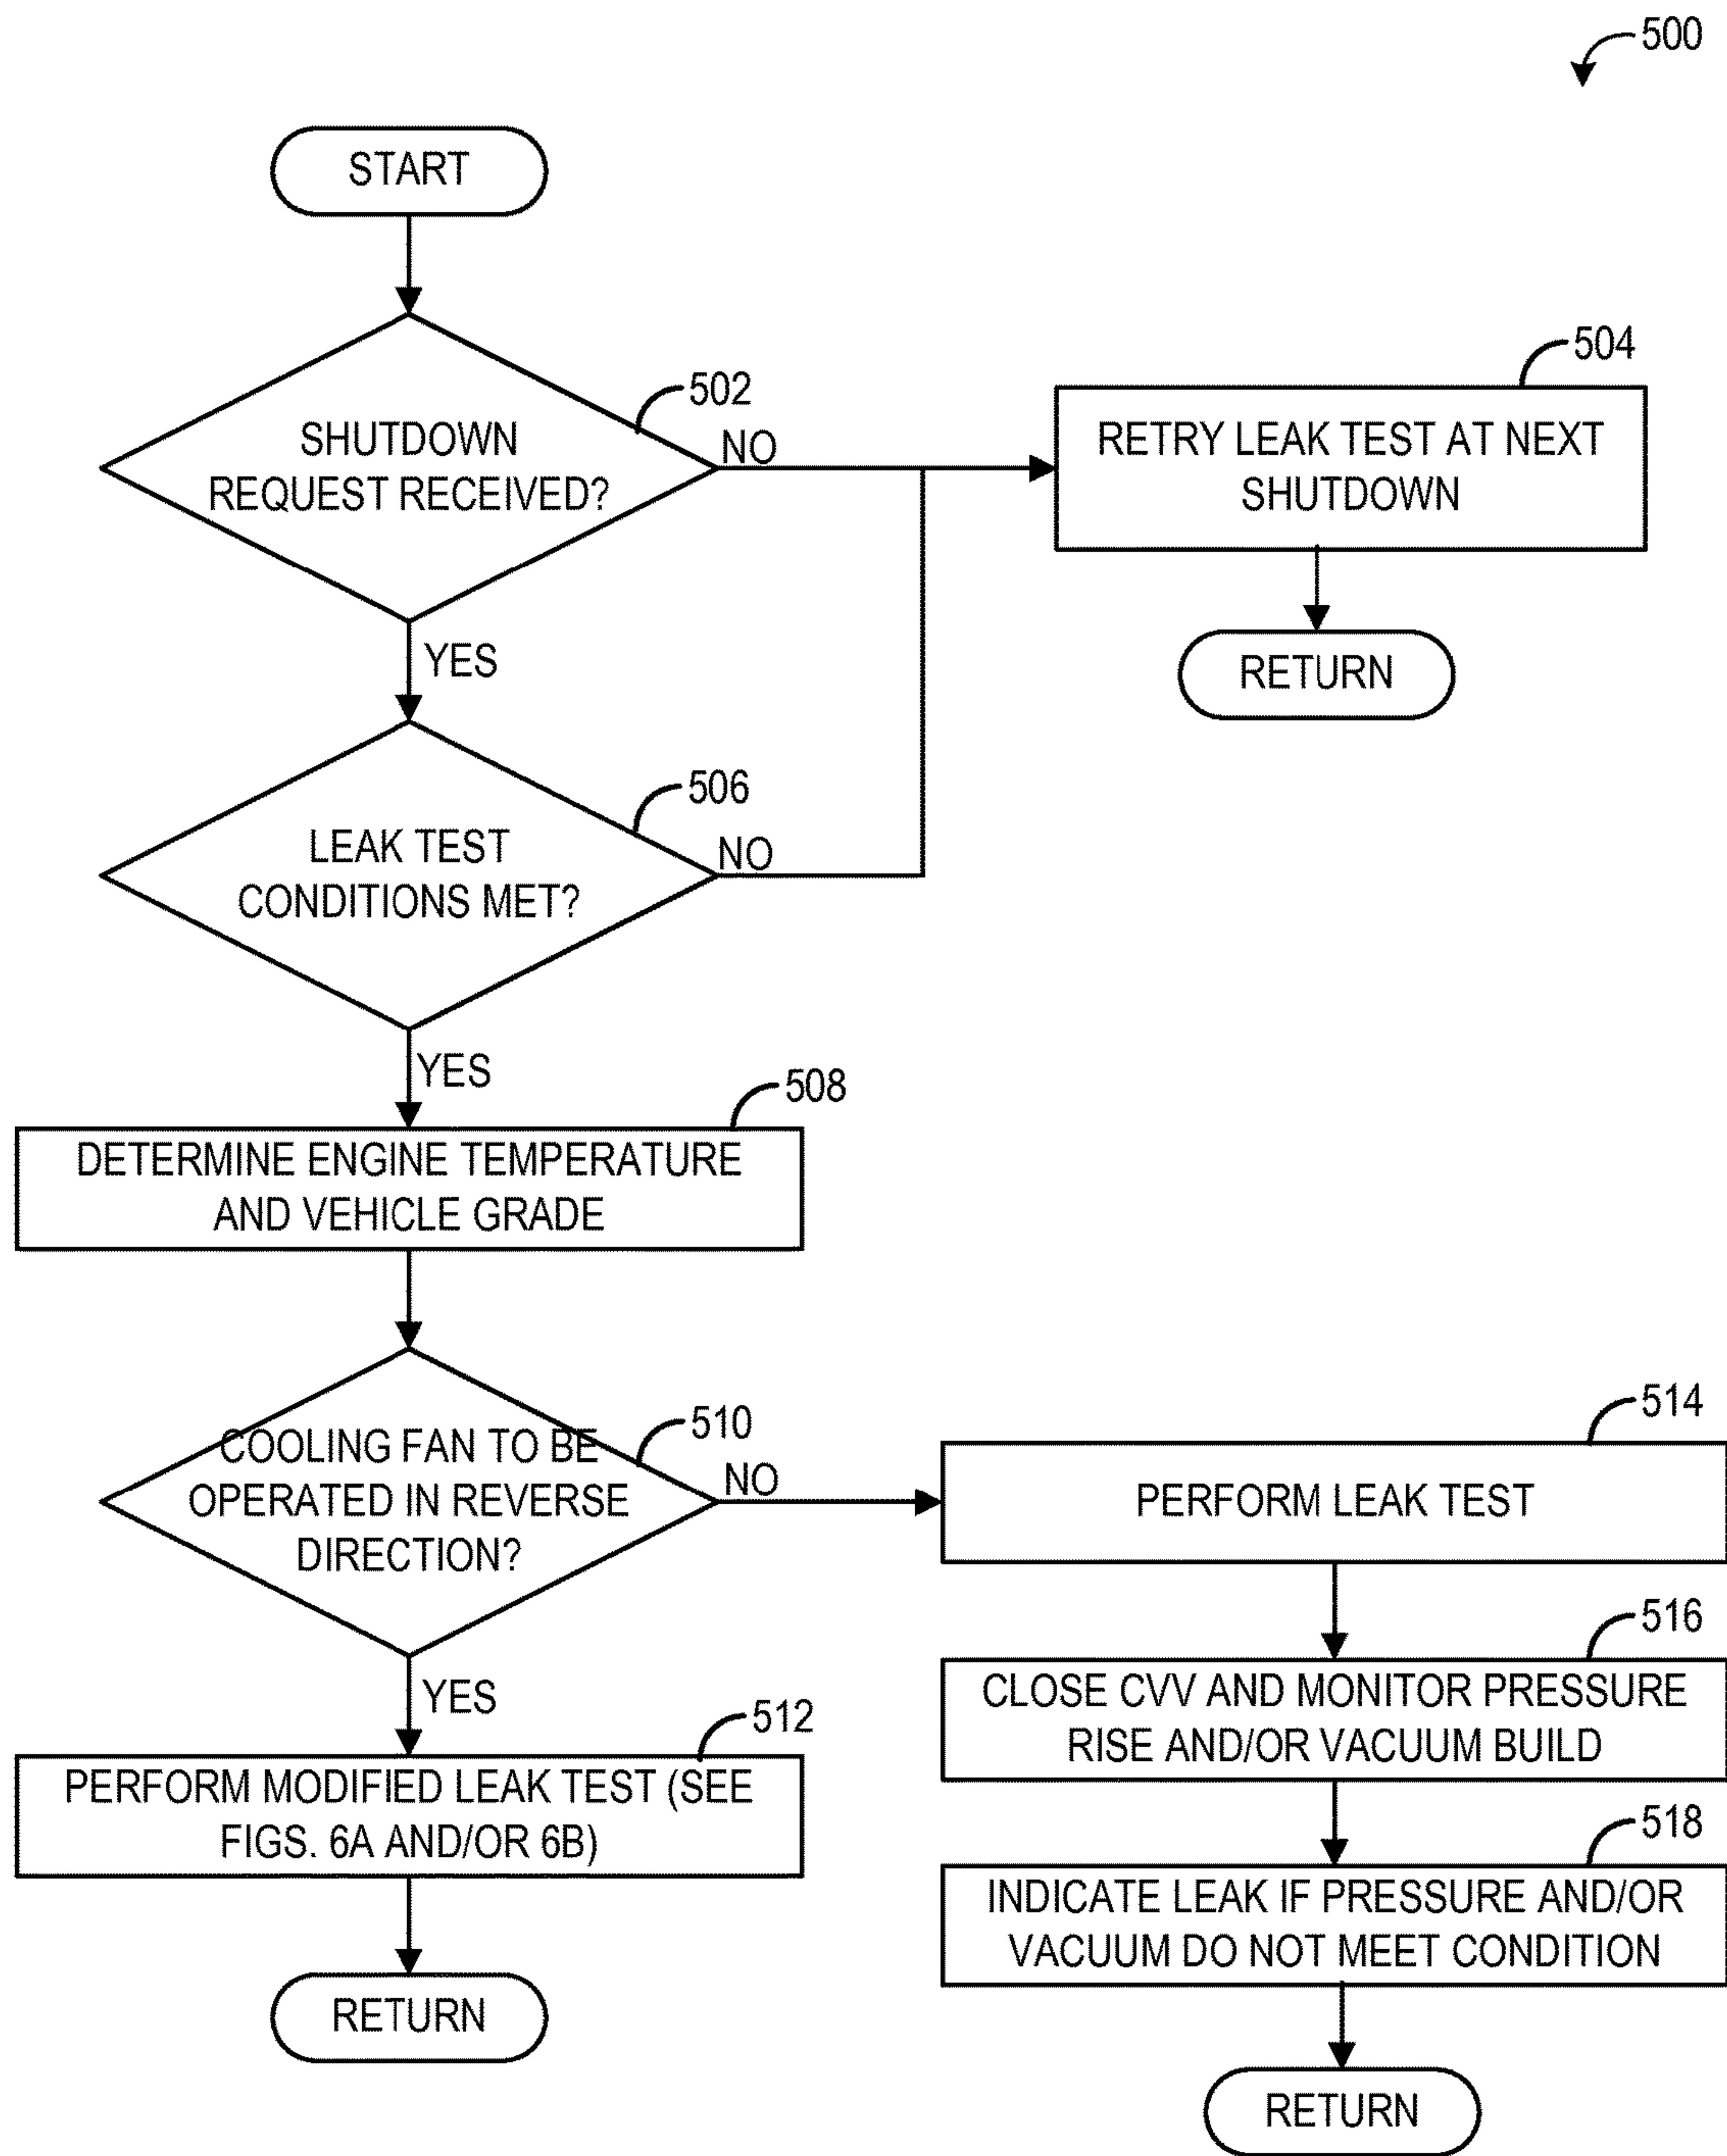 500
START
502
SHUTDOWN
REQUEST RECEIVED?
NO
504
RETRY LEAK TEST AT NEXT
SHUTDOWN
RETURN
YES
506
LEAK TEST
CONDITIONS MET?
NO
YES
508
DETERMINE ENGINE TEMPERATURE
AND VEHICLE GRADE
510
COOLING FAN TO BE
OPERATED IN REVERSE
DIRECTION?
NO
YES
512
PERFORM MODIFIED LEAK TEST (SEE
FIGS. 6A AND/OR 6B)
RETURN
514
PERFORM LEAK TEST
516
CLOSE CVV AND MONITOR PRESSURE
RISE AND/OR VACUUM BUILD
518
INDICATE LEAK IF PRESSURE AND/OR
VACUUM DO NOT MEET CONDITION
RETURN